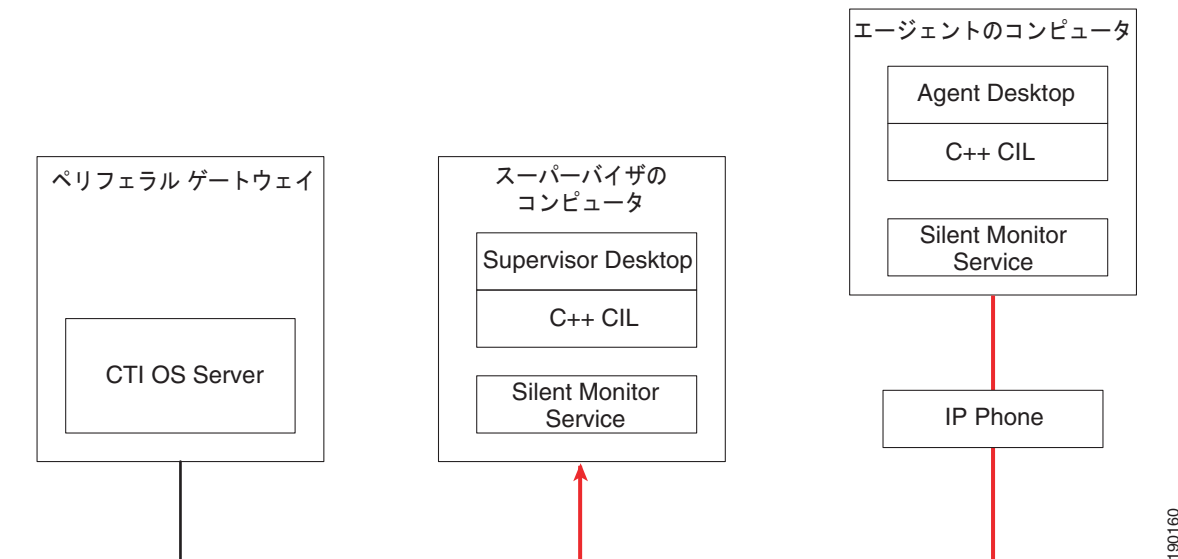 ペリフェラル ゲートウェイ
CTI OS Server
スーパーバイザの
コンピュータ
Supervisor Desktop
C++ CIL
Silent Monitor
Service
エージェントのコンピュータ
Agent Desktop
C++ CIL
Silent Monitor
Service
IP Phone
190160